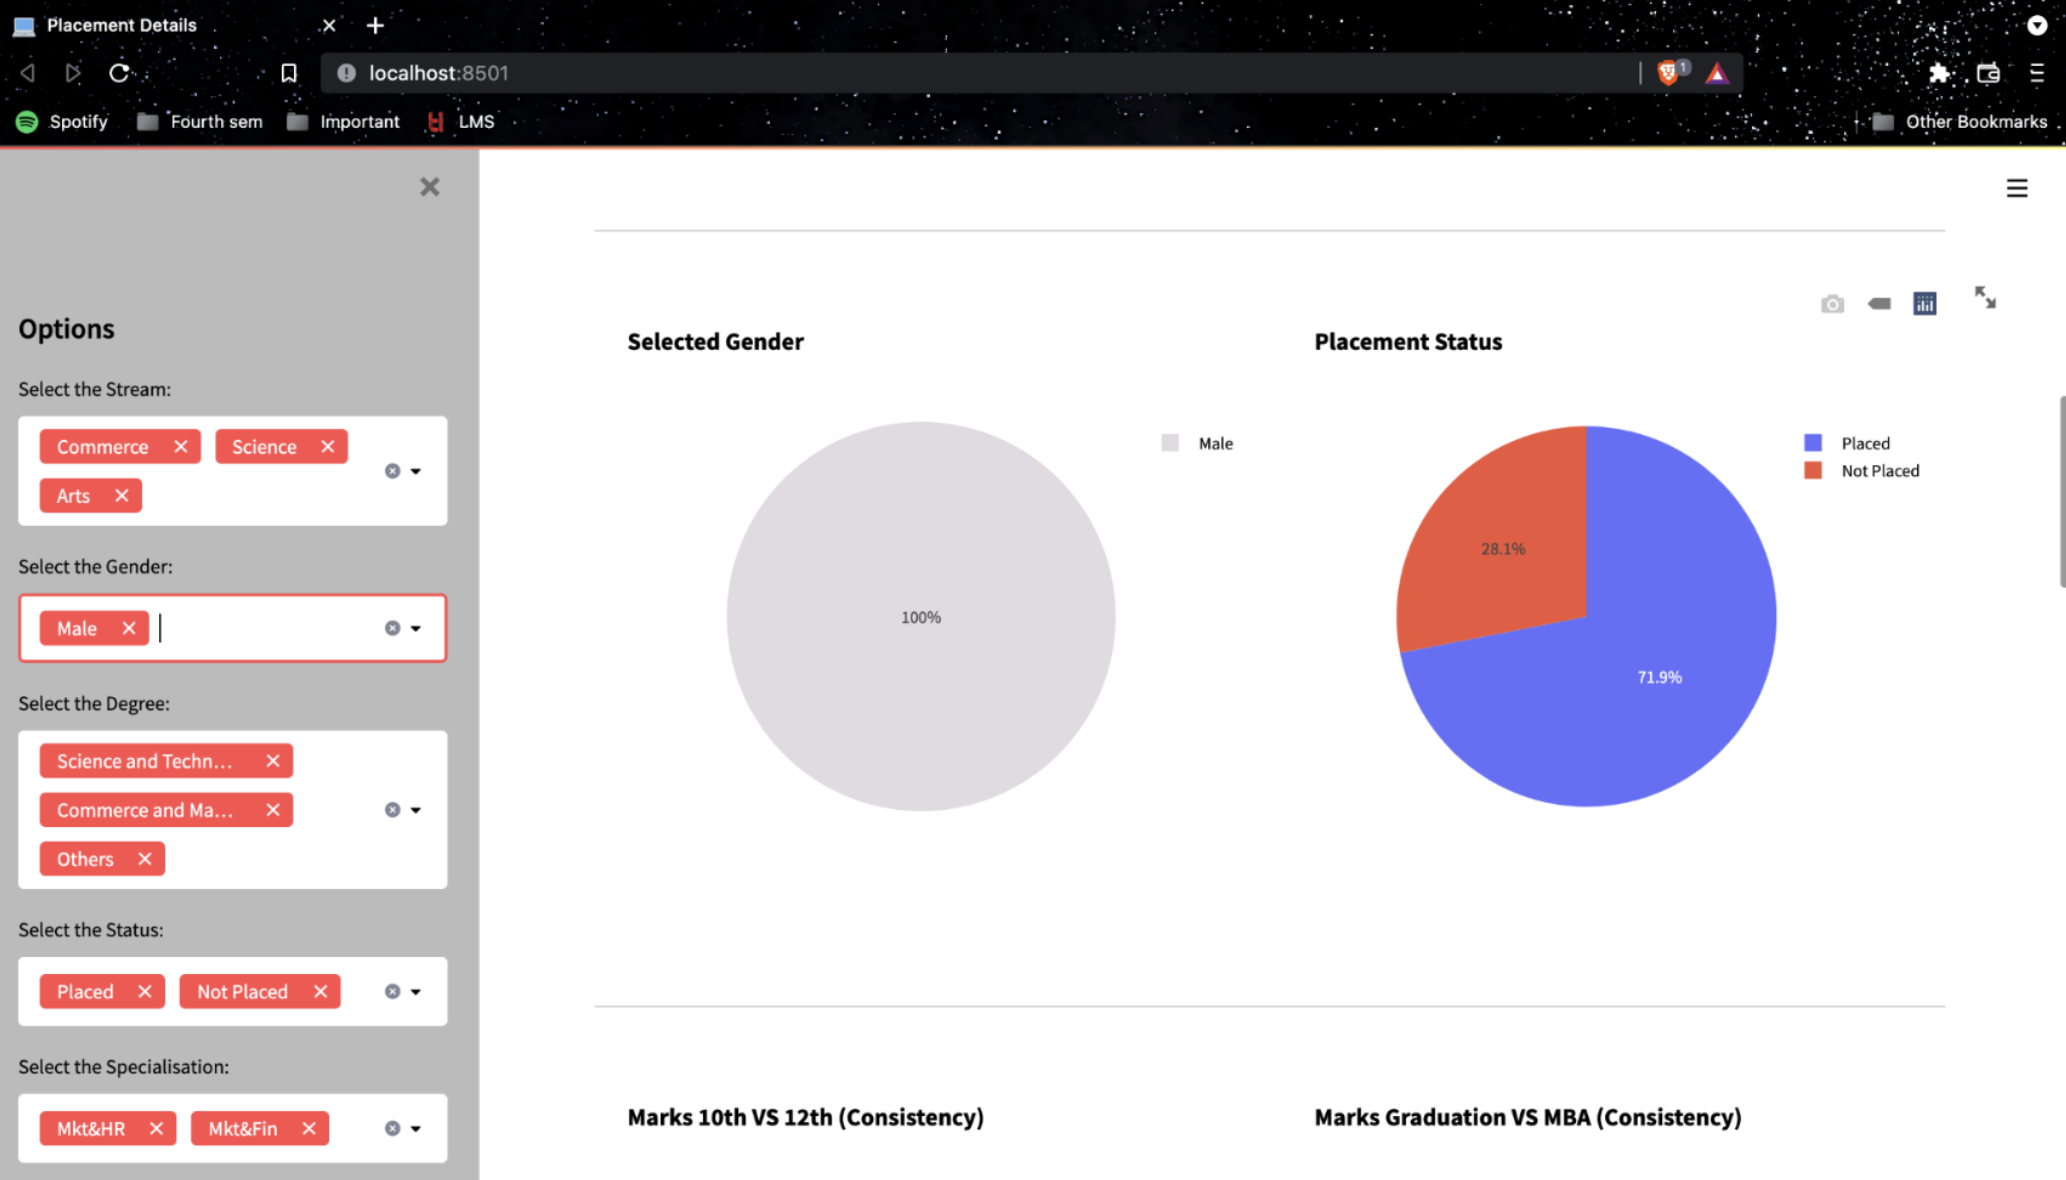 Placement Details
localhost:8501
1
Spotify Fourth sem Important LMS Other Bookmarks
Options
Select the Stream:
Commerce Science
Arts
Select the Gender:
Male
Select the Degree:
Science and Techn...
Commerce and Ma...
Others
Select the Status:
Placed Not Placed
Select the Specialisation:
Mkt&HR Mkt&Fin
Selected Gender
Male
100%
Placement Status
Placed
Not Placed
28.1%
71.9%
Marks 10th VS 12th (Consistency)
Marks Graduation VS MBA (Consistency)